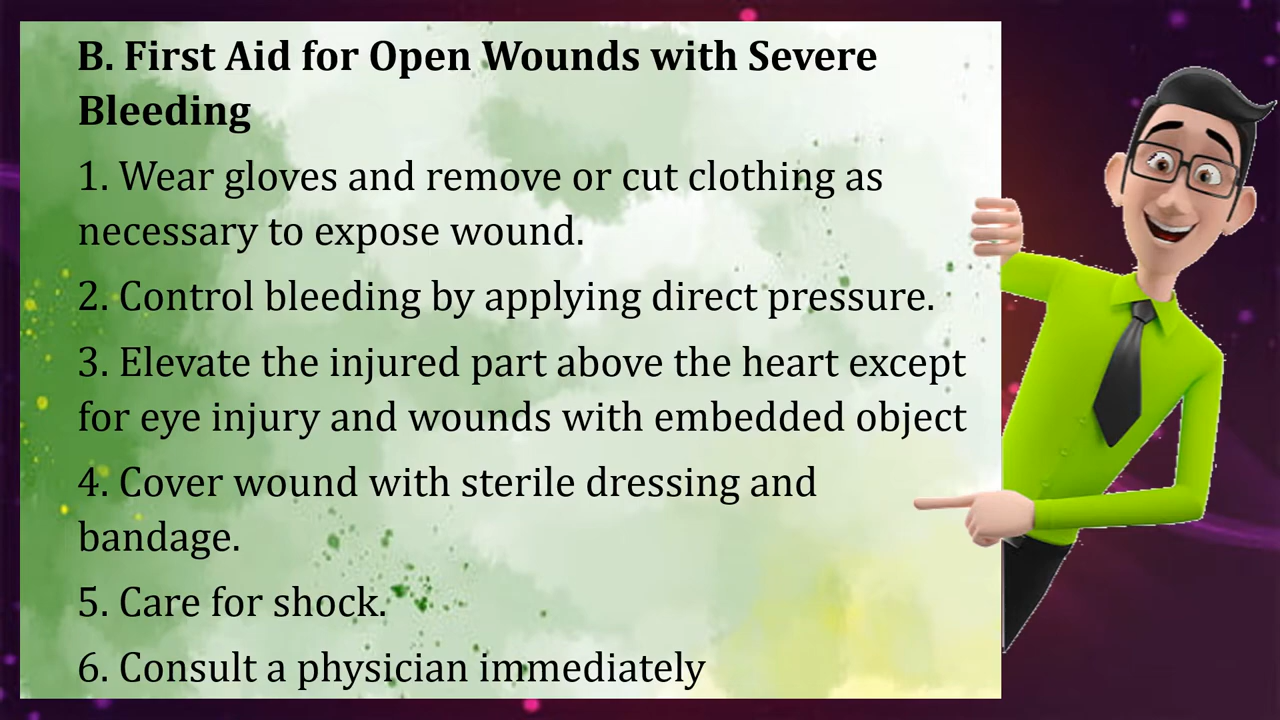 B. First Aid for Open Wounds with Severe
Bleeding
1. Wear gloves and remove or cut clothing as
necessary to expose wound.
2. Control bleeding by applying direct pressure.
3. Elevate the injured part above the heart except
for eye injury and wounds with embedded object
4. Cover wound with sterile dressing and
bandage.
5. Care for shock.
6. Consult a physician immediately